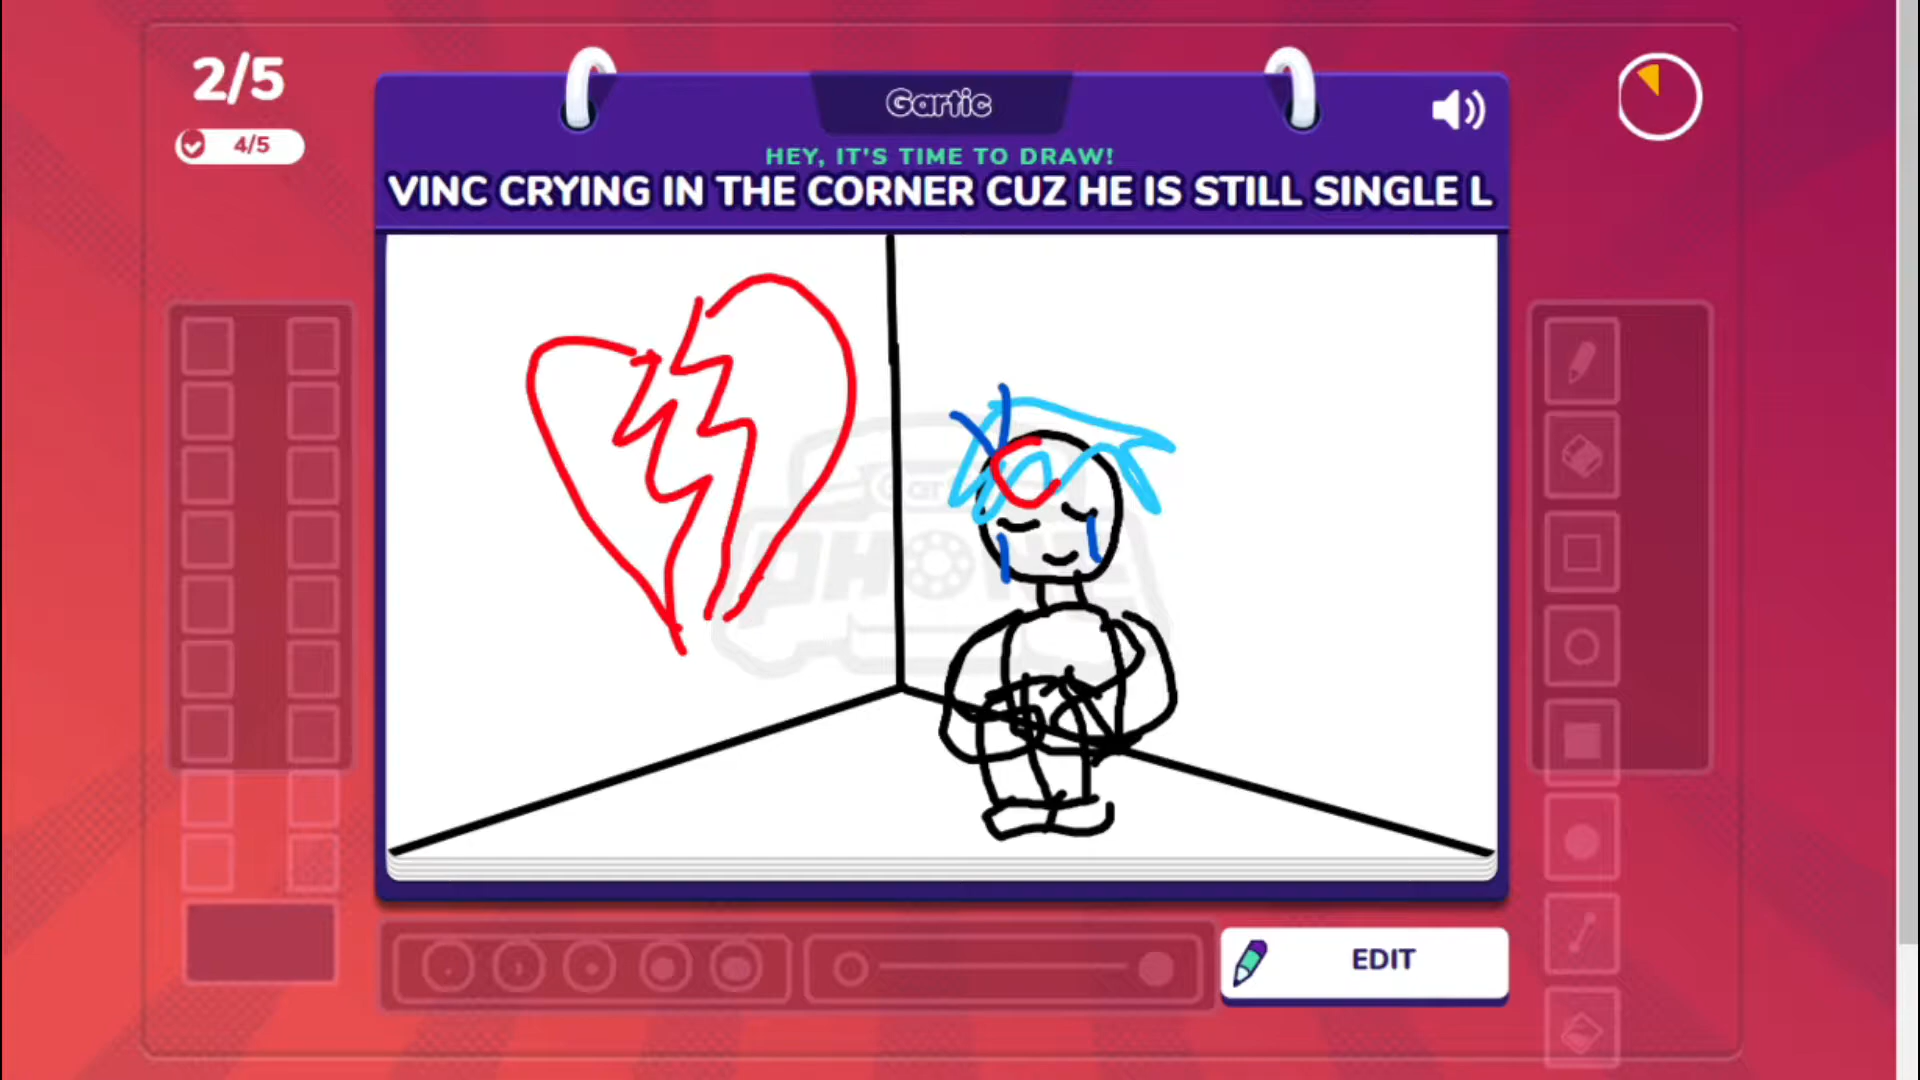 2/5
4/5
Gartic
HEY, IT'S TIME TO DRAW!
VINC CRYING IN THE CORNER CUZ HE IS STILL SINGLE L
PHONE
EDIT